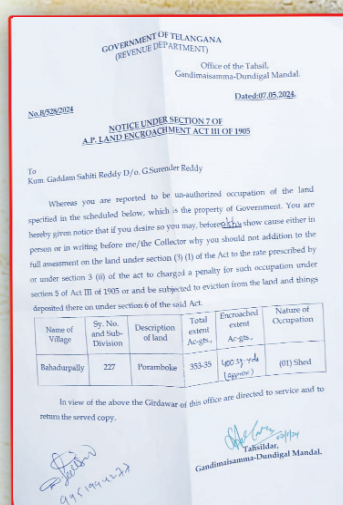 GOVERNMENT OF TELANGANA
(REVENUE DEPARTMENT)
Office of the Tahsil,
Gandimaisamma-Dundigal Mandal.
Dated:07.05.2024.
No.B/528/2024
NOTICE UNDER SECTION 7 OF
A.P. LAND ENCROACHMENT ACT III OF 1905
To
Kum. Gaddam Sahiti Reddy D/o. G.Surender Reddy
Whereas you are reported to be un-authorized occupation of the land
specified in the scheduled below, which is the property of Government. You are
hereby given notice that if you desire so you may, before show cause either in
person or in writing before me/the Collector why you should not addition to the
full assessment on the land under section (3) (1) of the Act to the rate prescribed by
or under section 3 (ii) of the act to charged a penalty for such occupation under
section 5 of Act III of 1905 or and be subjected to eviction from the land and things
deposited there on under section 6 of the said Act.
Name of Village
Sy. No. and Sub-Division
Description of land
Total extent Ac-gts.,
Encroached extent Ac-gts.
Nature of Occupation
Bahadurpally
227
Poramboke
353-35
400 Sq. yds (approx)
(01) Shed
In view of the above the Girdawar of this office are directed to service and to
return the served copy.
Tahsildar,
Gandimaisamma-Dundigal Mandal.